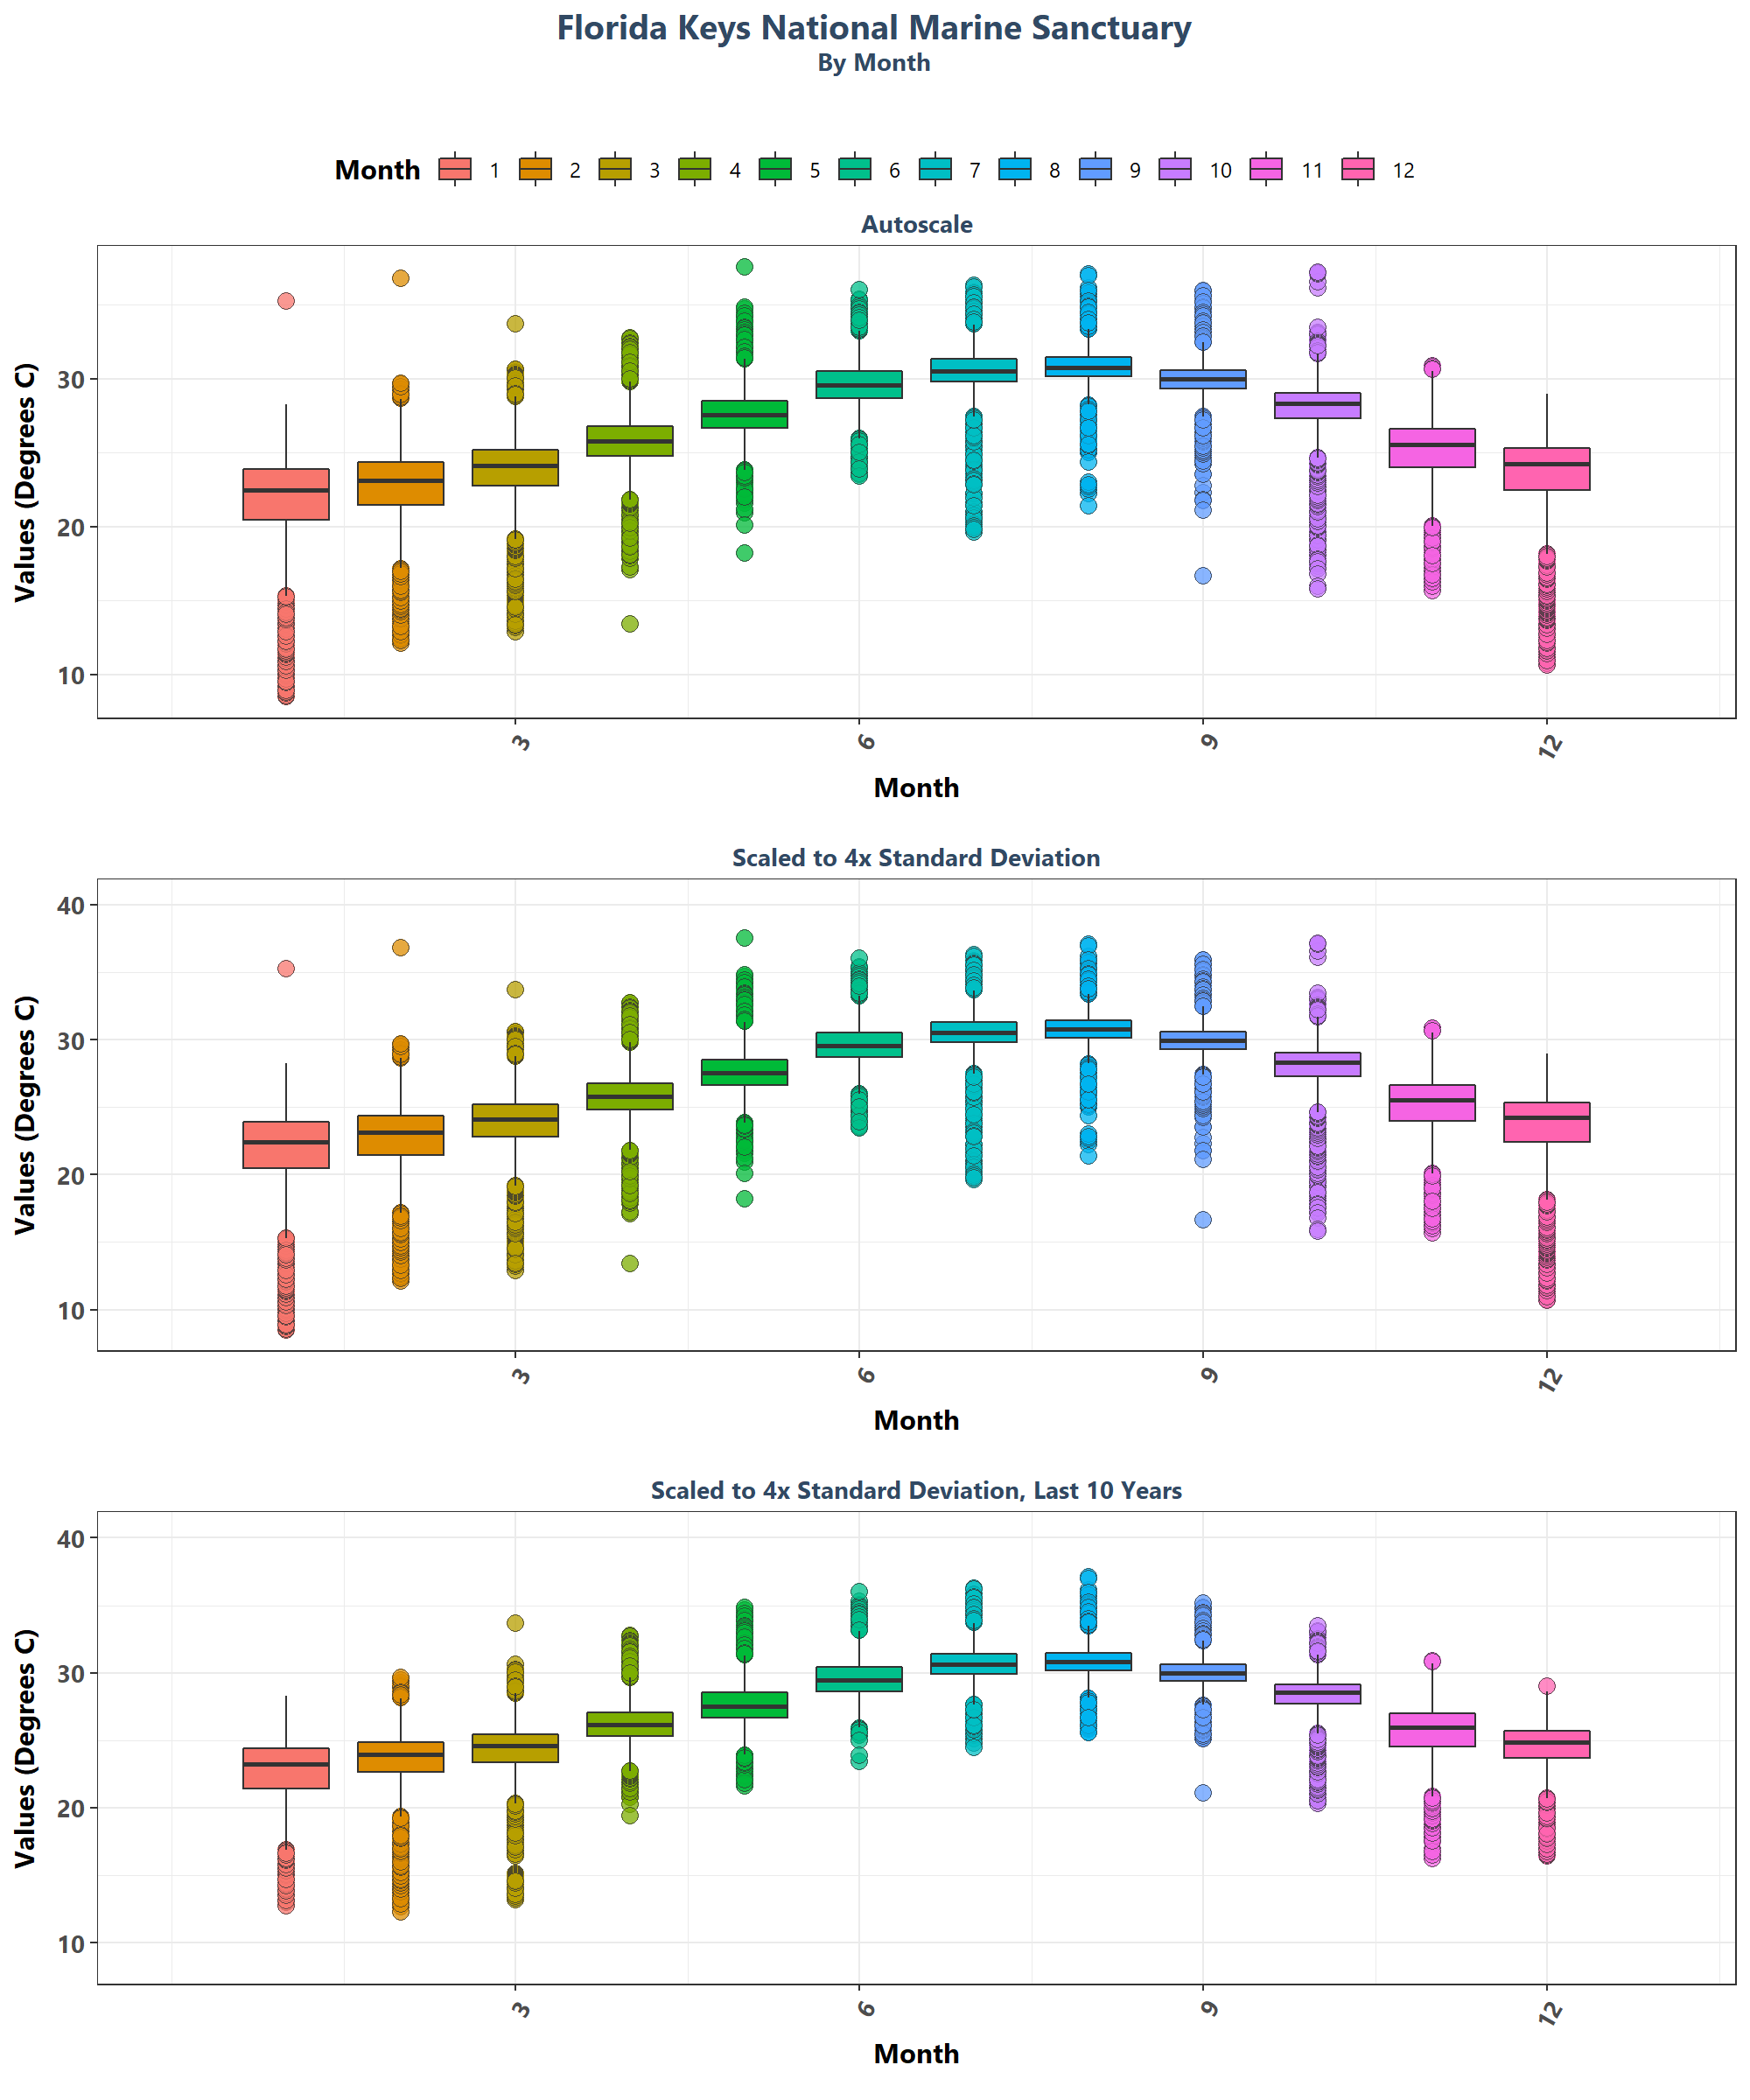 Florida Keys National Marine Sanctuary
By Month
Month 1 2 3 4 5 6 7 8 9 10 11 12
Autoscale
Values (Degrees C)
30
20
10
3 6 9 12
Month
Scaled to 4x Standard Deviation
Values (Degrees C)
40
30
20
10
3 6 9 12
Month
Scaled to 4x Standard Deviation, Last 10 Years
Values (Degrees C)
40
30
20
10
3 6 9 12
Month